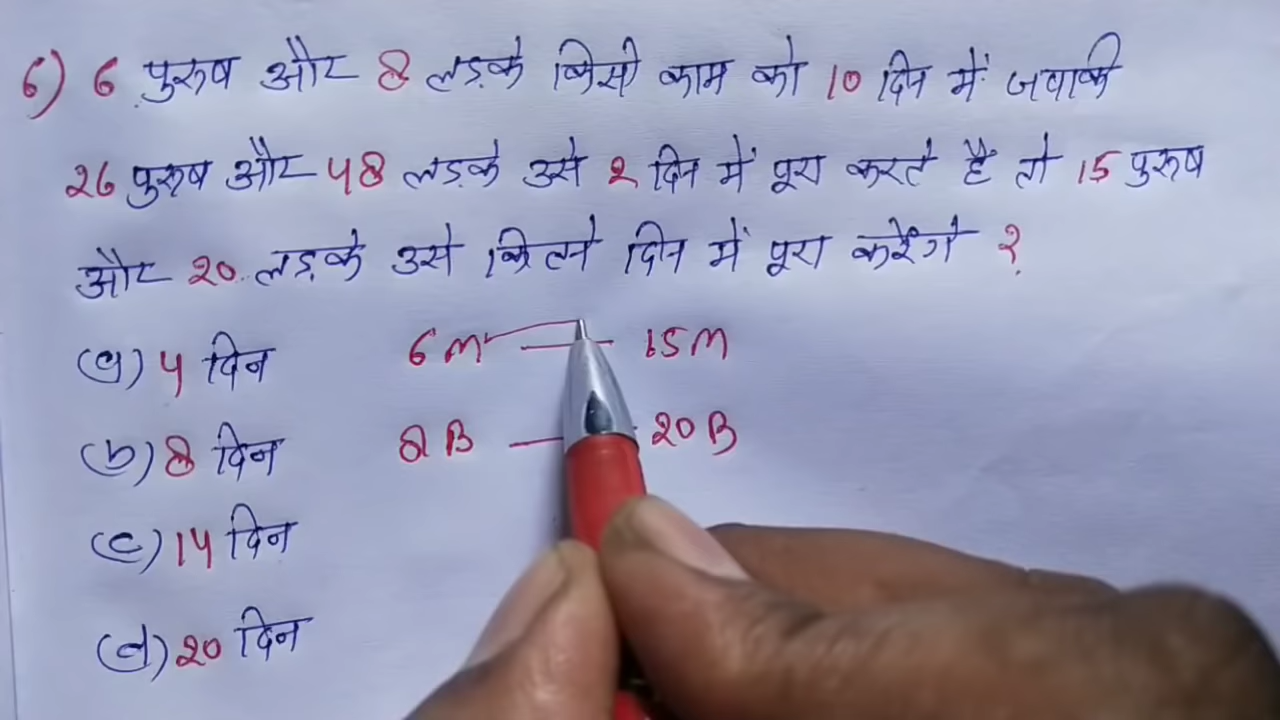 6) 6 पुरुष और 8 लड़के किसी काम को 10 दिन में जबकि
26 पुरुष और 48 लड़के उसे 2 दिन में पूरा करते हैं तो 15 पुरुष
और 20 लड़के उसे कितने दिन में पूरा करेंगे ?
(a) 4 दिन
6 M — 15 M
(b) 8 दिन
8 B — 20 B
(c) 14 दिन
(d) 20 दिन